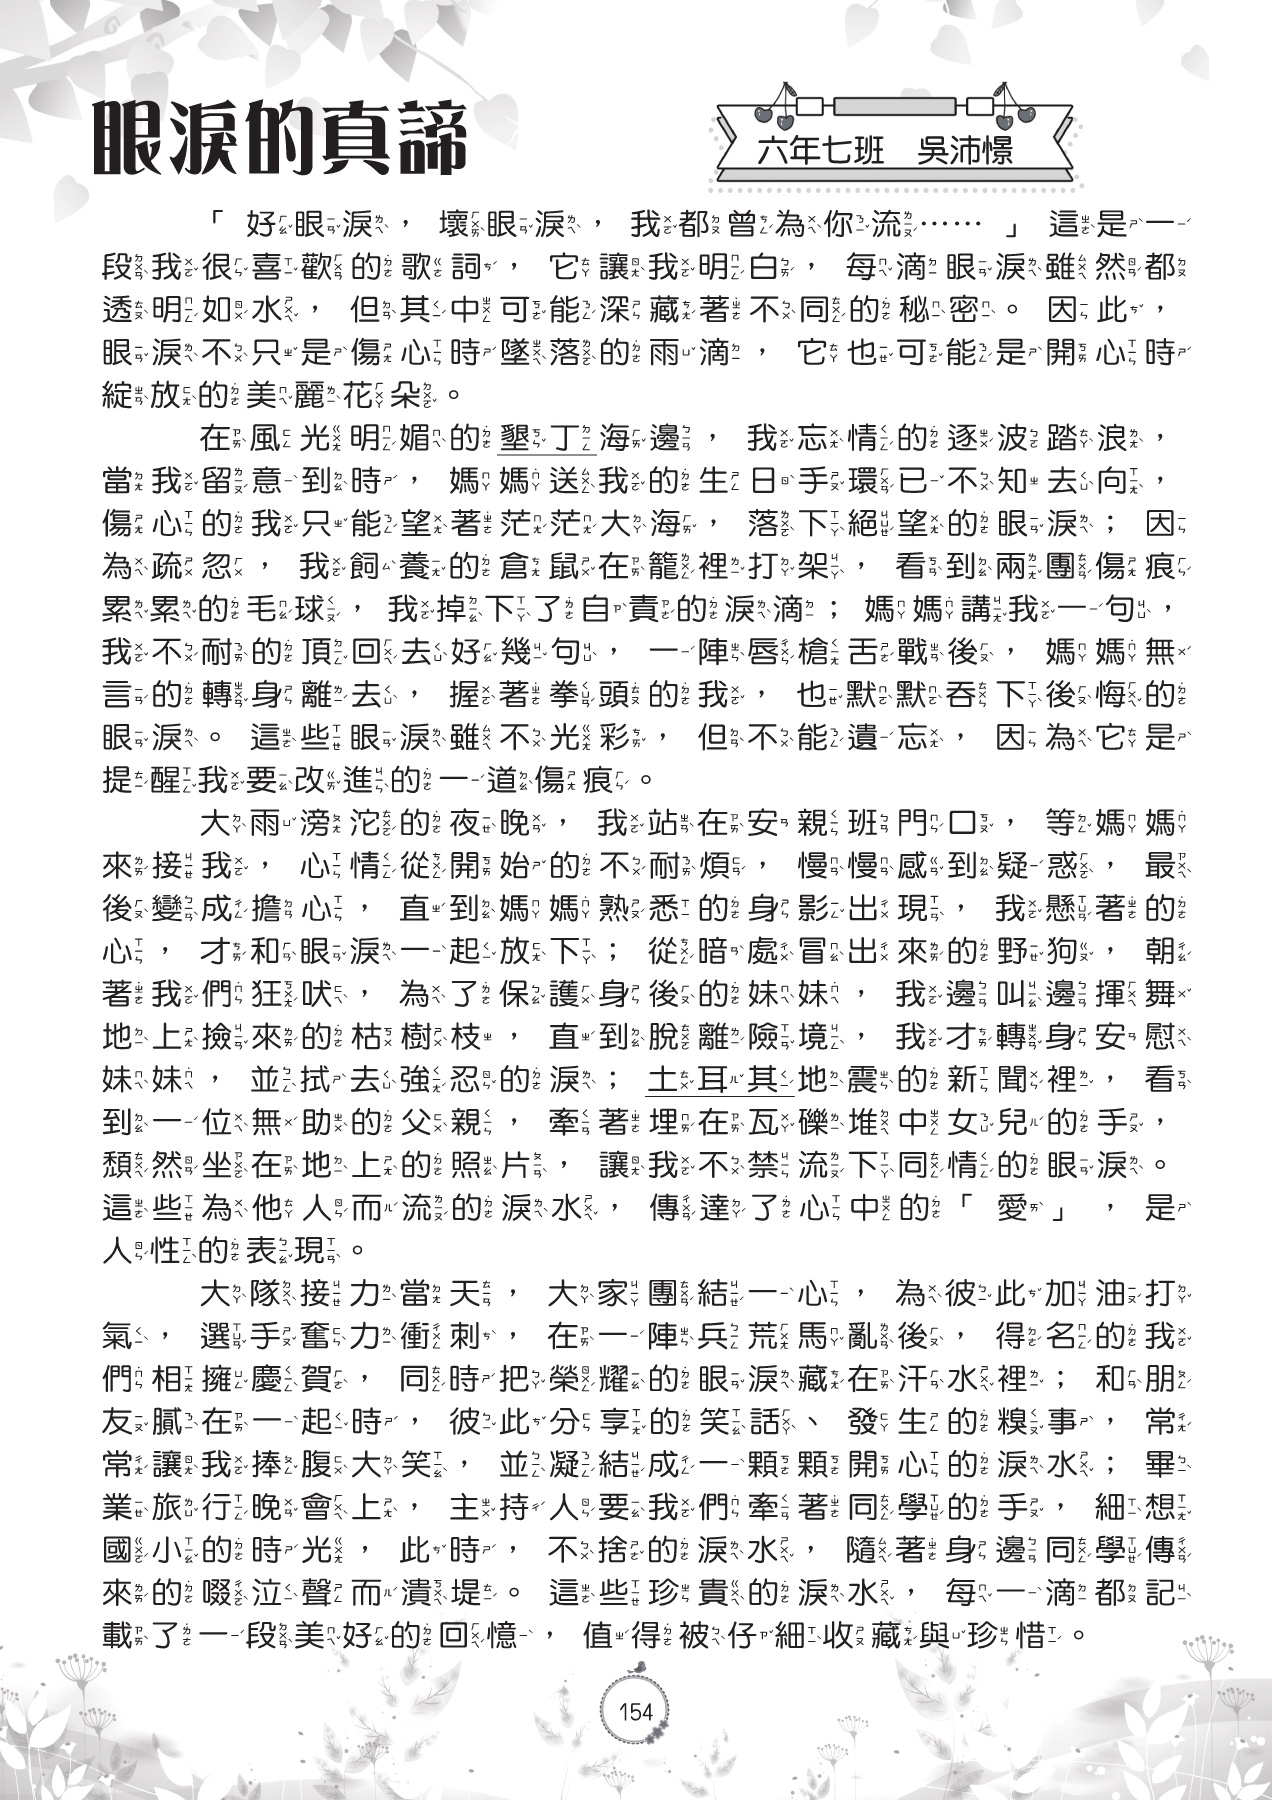 眼淚的真諦
六年七班　吳沛憬
「好眼淚，壞眼淚，我都曾為你流……」這是一
段我很喜歡的歌詞，它讓我明白，每滴眼淚雖然都
透明如水，但其中可能深藏著不同的秘密。因此，
眼淚不只是傷心時墜落的雨滴，它也可能是開心時
綻放的美麗花朵。
在風光明媚的墾丁海邊，我忘情的逐波踏浪，
當我留意到時，媽媽送我的生日手環已不知去向，
傷心的我只能望著茫茫大海，落下絕望的眼淚；因
為疏忽，我飼養的倉鼠在籠裡打架，看到兩團傷痕
累累的毛球，我掉下了自責的淚滴；媽媽講我一句，
我不耐的頂回去好幾句，一陣唇槍舌戰後，媽媽無
言的轉身離去，握著拳頭的我，也默默吞下後悔的
眼淚。這些眼淚雖不光彩，但不能遺忘，因為它是
提醒我要改進的一道傷痕。
大雨滂沱的夜晚，我站在安親班門口，等媽媽
來接我，心情從開始的不耐煩，慢慢感到疑惑，最
後變成擔心，直到媽媽熟悉的身影出現，我懸著的
心，才和眼淚一起放下；從暗處冒出來的野狗，朝
著我們狂吠，為了保護身後的妹妹，我邊叫邊揮舞
地上撿來的枯樹枝，直到脫離險境，我才轉身安慰
妹妹，並拭去強忍的淚；土耳其地震的新聞裡，看
到一位無助的父親，牽著埋在瓦礫堆中女兒的手，
頹然坐在地上的照片，讓我不禁流下同情的眼淚。
這些為他人而流的淚水，傳達了心中的「愛」，是
人性的表現。
大隊接力當天，大家團結一心，為彼此加油打
氣，選手奮力衝刺，在一陣兵荒馬亂後，得名的我
們相擁慶賀，同時把榮耀的眼淚藏在汗水裡；和朋
友膩在一起時，彼此分享的笑話、發生的糗事，常
常讓我捧腹大笑，並凝結成一顆顆開心的淚水；畢
業旅行晚會上，主持人要我們牽著同學的手，細想
國小的時光，此時，不捨的淚水，隨著身邊同學傳
來的啜泣聲而潰堤。這些珍貴的淚水，每一滴都記
載了一段美好的回憶，值得被仔細收藏與珍惜。
154